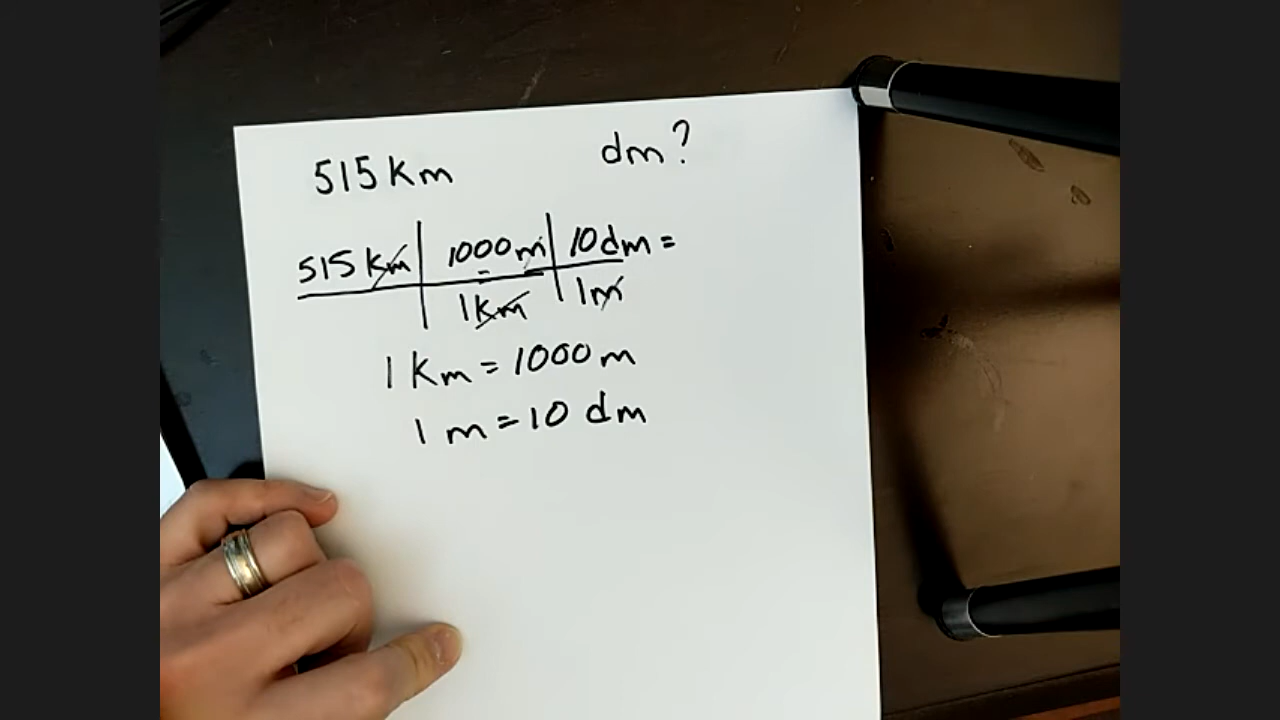 515 km dm?
515 km 1000 m 10 dm =
1 km 1 m
1 km = 1000 m
1 m = 10 dm